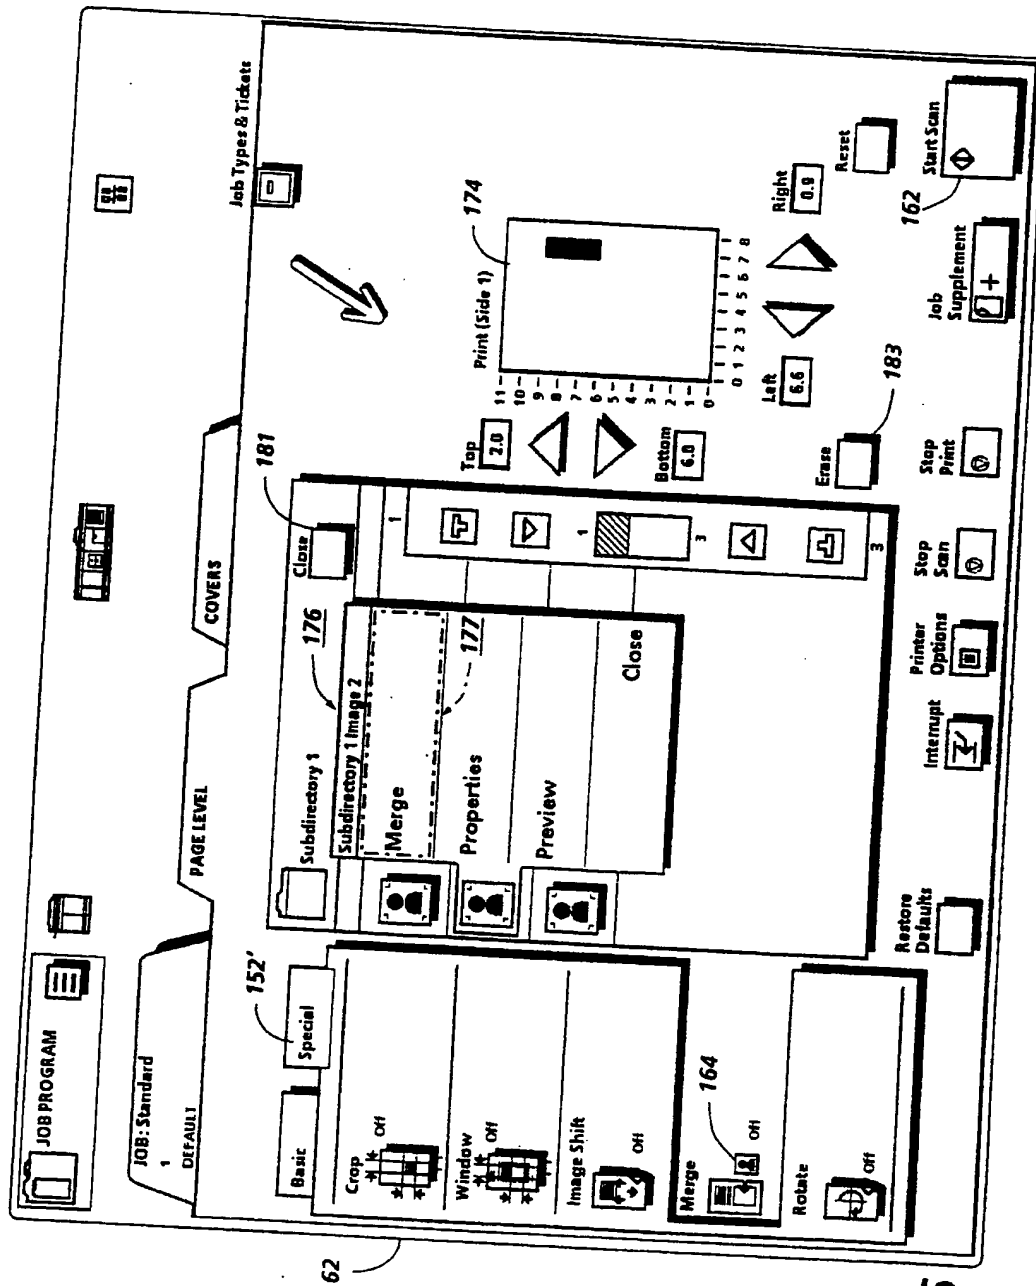 JOB PROGRAM
JOB: Standard
1
DEFAULT
PAGE LEVEL
COVERS
Job Types & Tickets
Basic
Special
152'
Crop
Off
Window
Off
Image Shift
Off
Merge
Off
164
Rotate
Off
62
Subdirectory 1
Close
181
176
Subdirectory 1 Image 2
Merge
177
Properties
Preview
Close
1
1
3
3
Print (Side 1)
174
Top
2.0
Bottom
6.0
11
10
9
8
7
6
5
4
3
2
1
0
0 1 2 3 4 5 6 7 8
Left
6.6
Right
0.9
Erase
183
Reset
Restore
Defaults
Interrupt
Printer
Options
Stop
Scan
Stop
Print
Job
Supplement
162
Start Scan